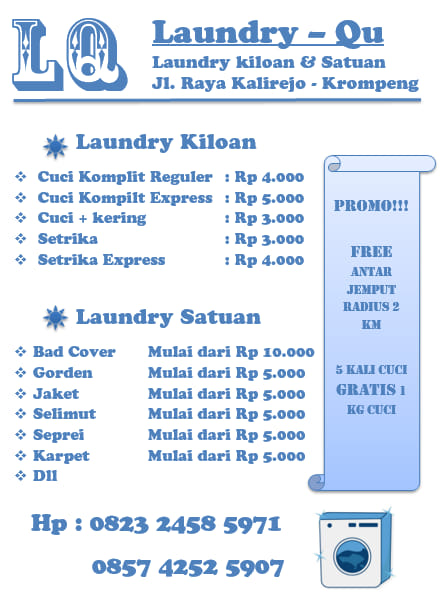 LQ
Laundry – Qu
Laundry kiloan & Satuan
Jl. Raya Kalirejo - Krompeng
Laundry Kiloan
Cuci Komplit Reguler : Rp 4.000
Cuci Kompilt Express : Rp 5.000
Cuci + kering : Rp 3.000
Setrika : Rp 3.000
Setrika Express : Rp 4.000
PROMO!!!
FREE
ANTAR
JEMPUT
RADIUS 2
KM
5 KALI CUCI
GRATIS 1
KG CUCI
Laundry Satuan
Bad Cover Mulai dari Rp 10.000
Gorden Mulai dari Rp 5.000
Jaket Mulai dari Rp 5.000
Selimut Mulai dari Rp 5.000
Seprei Mulai dari Rp 5.000
Karpet Mulai dari Rp 5.000
Dll
Hp : 0823 2458 5971
0857 4252 5907